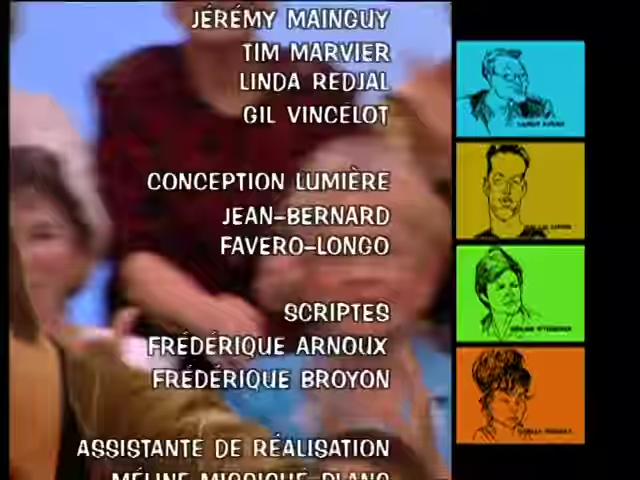 JÉRÉMY MAINGUY
TIM MARVIER
LINDA REDJAL
GIL VINCELOT
CONCEPTION LUMIÈRE
JEAN-BERNARD
FAVERO-LONGO
SCRIPTES
FRÉDÉRIQUE ARNOUX
FRÉDÉRIQUE BROYON
ASSISTANTE DE RÉALISATION